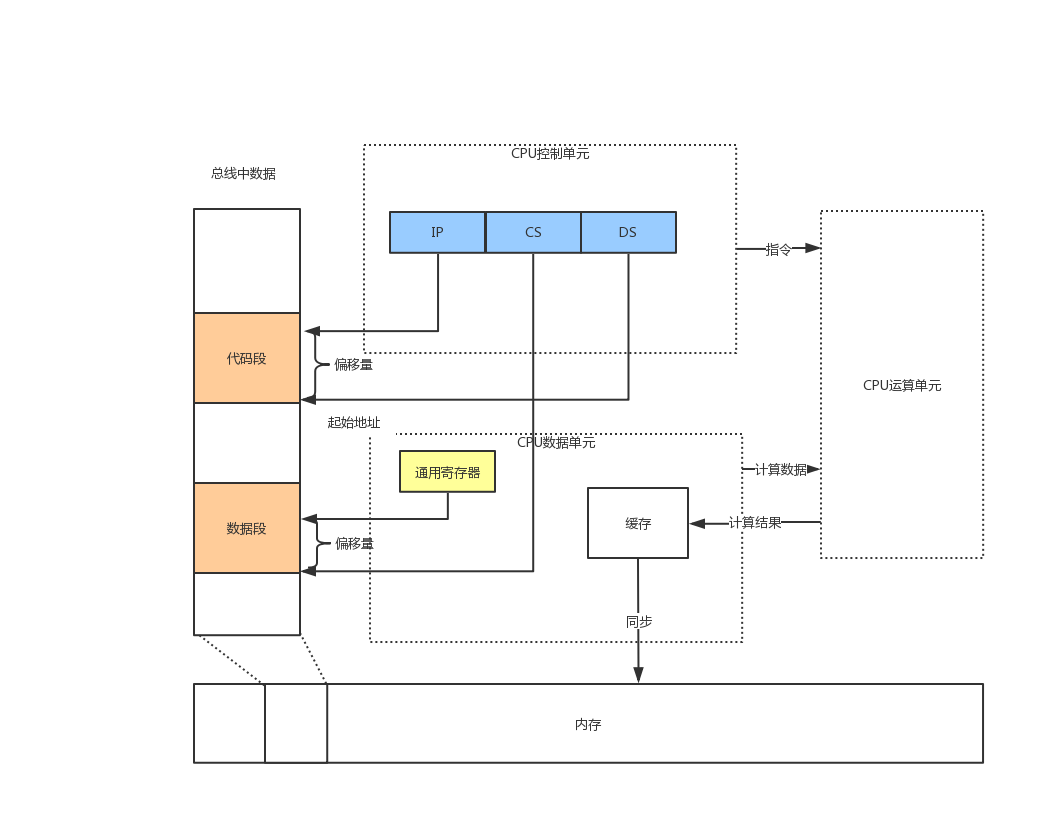 CPU控制单元
总线中数据
IP
CS
DS
指令
代码段
偏移量
CPU运算单元
起始地址
CPU数据单元
通用寄存器
计算数据
数据段
缓存
计算结果
偏移量
同步
内存